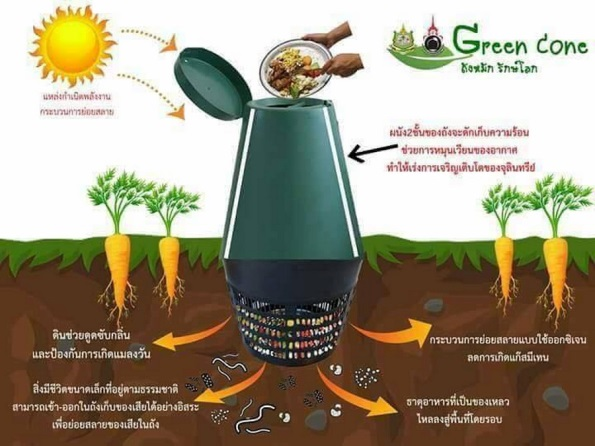 Green Cone
ถังหมัก รักษ์โลก
แหล่งกำเนิดพลังงาน
กระบวนการย่อยสลาย
ผนัง2ชั้นของถังจะดักเก็บความร้อน
ช่วยการหมุนเวียนของอากาศ
ทำให้เร่งการเจริญเติบโตของจุลินทรีย์
ดินช่วยดูดซับกลิ่น
และป้องกันการเกิดแมลงวัน
กระบวนการย่อยสลายแบบใช้ออกซิเจน
ลดการเกิดแก๊สมีเทน
สิ่งมีชีวิตขนาดเล็กที่อยู่ตามธรรมชาติ
สามารถเข้า-ออกในถังเก็บของเสียได้อย่างอิสระ
เพื่อย่อยสลายของเสียในถัง
ธาตุอาหารที่เป็นของเหลว
ไหลลงสู่พื้นที่โดยรอบ